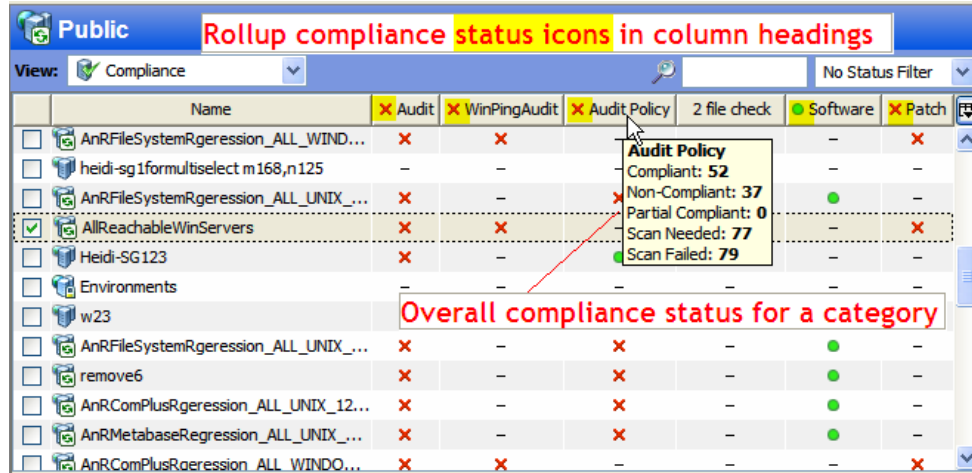 Public
Rollup compliance status icons in column headings
View: Compliance No Status Filter
Name Audit WinPingAudit Audit Policy 2 file check Software Patch
AnRFileSystemRgeression_ALL_WIND... – –
heidi-sg1formultiselect m168,n125 – – – – – –
AnRFileSystemRgeression_ALL_UNIX_... – –
AllReachableWinServers –
Heidi-SG123 – – –
Environments – – – – – –
w23
AnRFileSystemRgeression_ALL_UNIX_... – – –
remove6 – – –
AnRComPlusRgeression_ALL_UNIX_12... – – –
AnRMetabaseRegression_ALL_UNIX_... – – –
AnRComPlusRgeression_ALL_WINDO... – – –
Audit Policy
Compliant: 52
Non-Compliant: 37
Partial Compliant: 0
Scan Needed: 77
Scan Failed: 79
Overall compliance status for a category